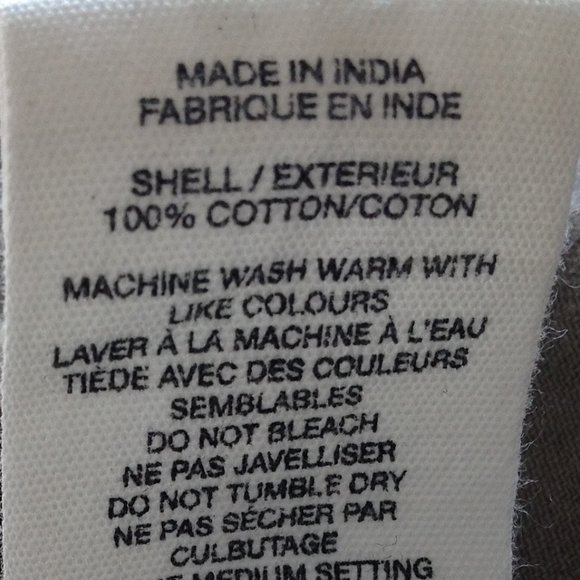 MADE IN INDIA
FABRIQUE EN INDE
SHELL / EXTERIEUR
100% COTTON/COTON
MACHINE WASH WARM WITH
LIKE COLOURS
LAVER À LA MACHINE À L'EAU
TIÈDE AVEC DES COULEURS
SEMBLABLES
DO NOT BLEACH
NE PAS JAVELLISER
DO NOT TUMBLE DRY
NE PAS SÉCHER PAR
CULBUTAGE
MEDIUM SETTING